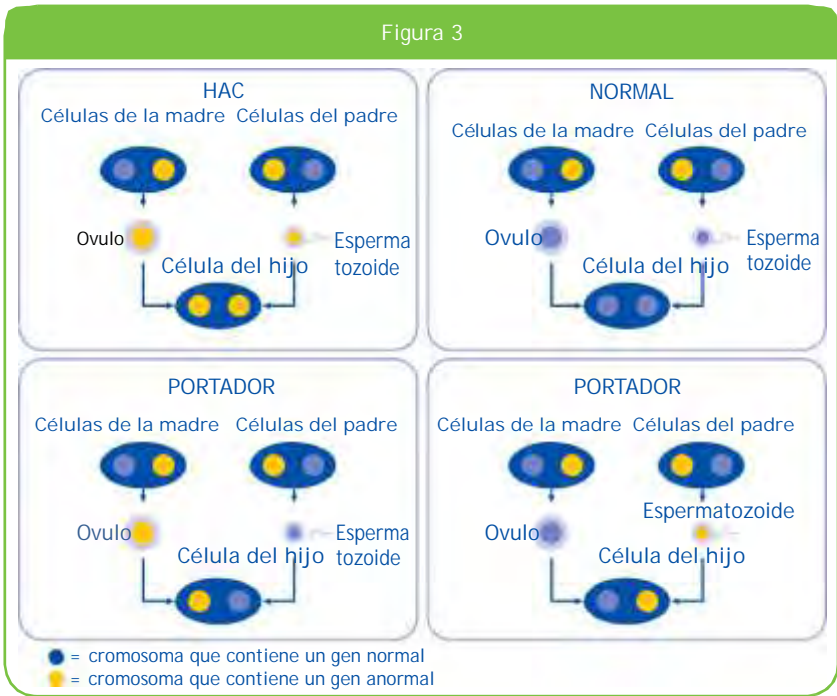 Figura 3
HAC
Células de la madre Células del padre
Ovulo
Esperma
tozoide
Célula del hijo
NORMAL
Células de la madre Células del padre
Ovulo
Esperma
tozoide
Célula del hijo
PORTADOR
Células de la madre Células del padre
Ovulo
Esperma
tozoide
Célula del hijo
PORTADOR
Células de la madre Células del padre
Espermatozoide
Ovulo
Célula del hijo
= cromosoma que contiene un gen normal
= cromosoma que contiene un gen anormal